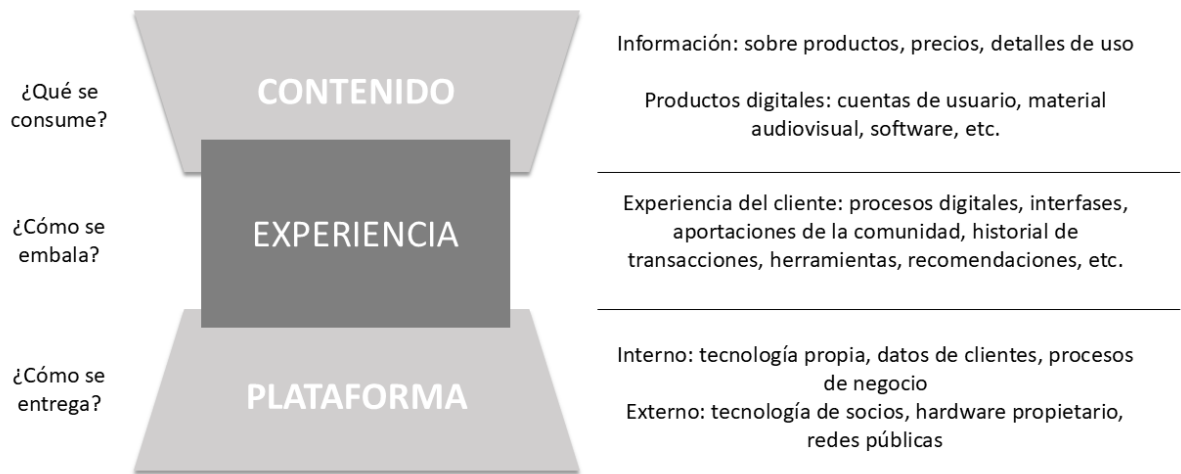 ¿Qué se
consume?
CONTENIDO
Información: sobre productos, precios, detalles de uso
Productos digitales: cuentas de usuario, material
audiovisual, software, etc.
¿Cómo se
embala?
EXPERIENCIA
Experiencia del cliente: procesos digitales, interfases,
aportaciones de la comunidad, historial de
transacciones, herramientas, recomendaciones, etc.
¿Cómo se
entrega?
PLATAFORMA
Interno: tecnología propia, datos de clientes, procesos
de negocio
Externo: tecnología de socios, hardware propietario,
redes públicas